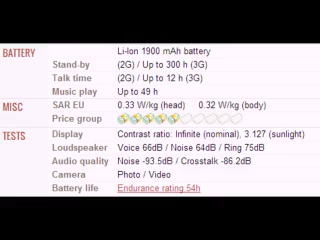 BATTERY Li-Ion 1900 mAh battery
Stand-by (2G) / Up to 300 h (3G)
Talk time (2G) / Up to 12 h (3G)
Music play Up to 49 h
MISC SAR EU 0.33 W/kg (head) 0.32 W/kg (body)
Price group
TESTS Display Contrast ratio: Infinite (nominal), 3.127 (sunlight)
Loudspeaker Voice 66dB / Noise 64dB / Ring 75dB
Audio quality Noise -93.5dB / Crosstalk -86.2dB
Camera Photo / Video
Battery life Endurance rating 54h